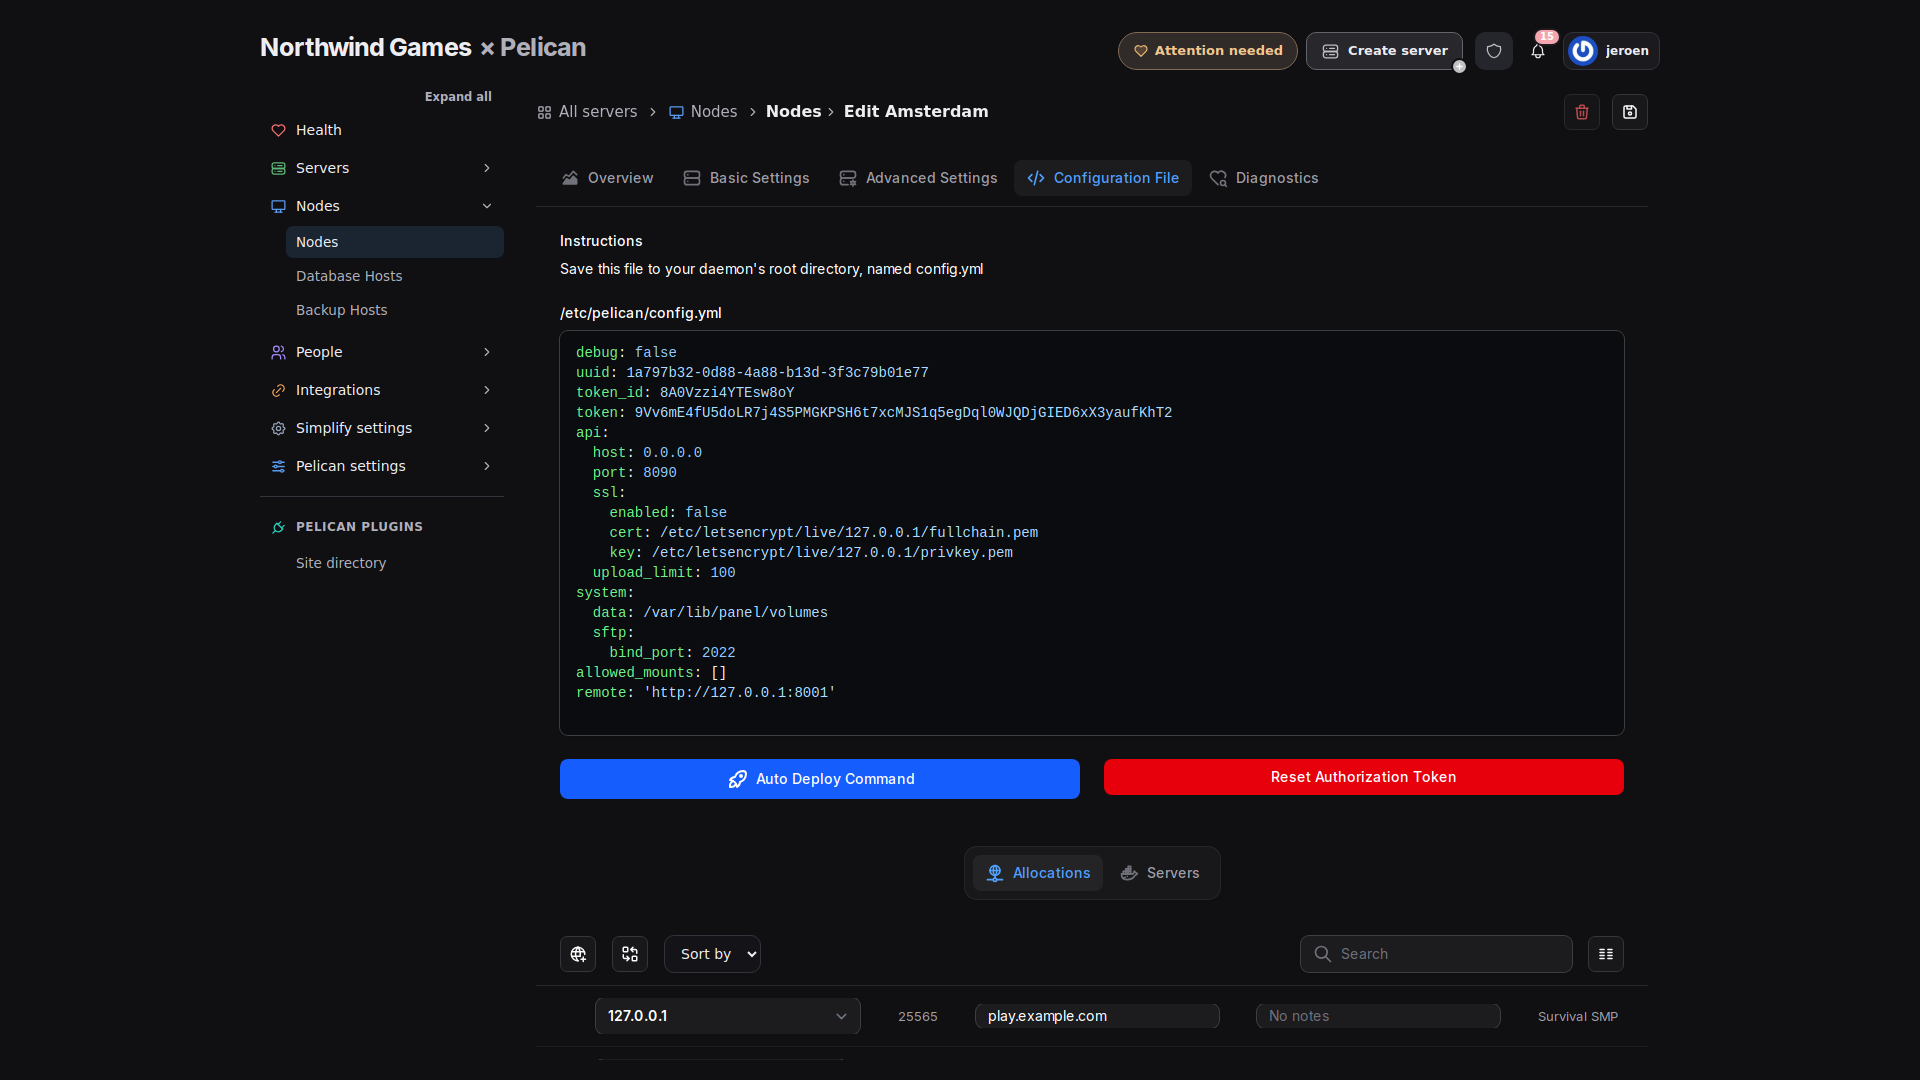 Northwind Games × Pelican
Attention needed
Create server
15
jeroen
Expand all
Health
Servers
Nodes
Nodes
Database Hosts
Backup Hosts
People
Integrations
Simplify settings
Pelican settings
PELICAN PLUGINS
Site directory
All servers > Nodes > Nodes > Edit Amsterdam
Overview
Basic Settings
Advanced Settings
Configuration File
Diagnostics
Instructions
Save this file to your daemon's root directory, named config.yml
/etc/pelican/config.yml
debug: false
uuid: 1a797b32-0d88-4a88-b13d-3f3c79b01e77
token_id: 8A0Vzzi4YTEsw8oY
token: 9Vv6mE4fU5doLR7j4S5PMGKPSH6t7xcMJS1q5egDql0WJQDjGIED6xX3yaufKhT2
api:
  host: 0.0.0.0
  port: 8090
  ssl:
    enabled: false
    cert: /etc/letsencrypt/live/127.0.0.1/fullchain.pem
    key: /etc/letsencrypt/live/127.0.0.1/privkey.pem
  upload_limit: 100
system:
  data: /var/lib/panel/volumes
  sftp:
    bind_port: 2022
allowed_mounts: []
remote: 'http://127.0.0.1:8001'
Auto Deploy Command
Reset Authorization Token
Allocations
Servers
Sort by
Search
127.0.0.1
25565
play.example.com
No notes
Survival SMP